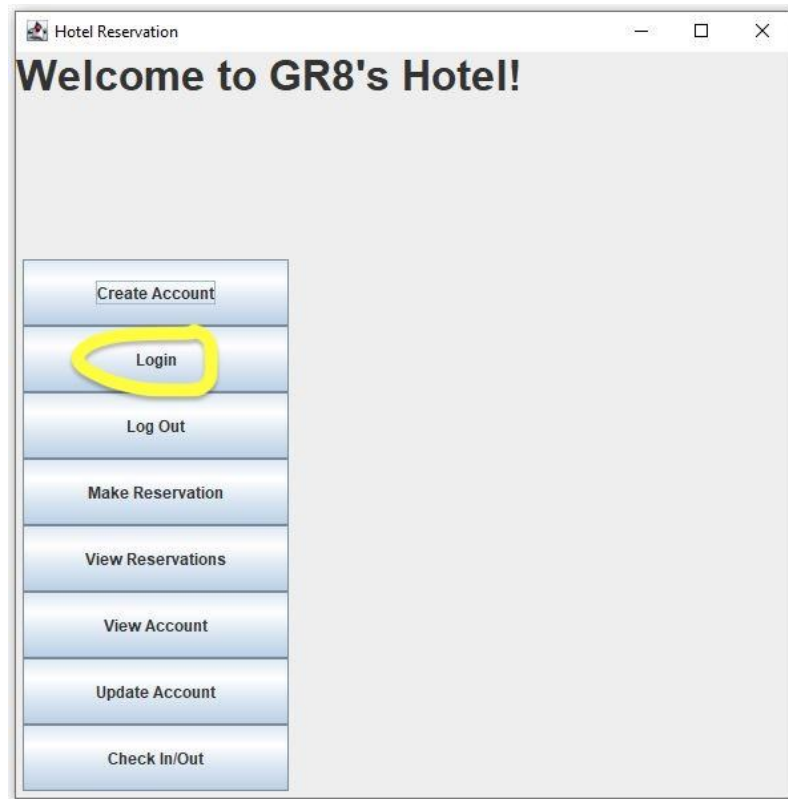 Hotel Reservation
Welcome to GR8's Hotel!
Create Account
Login
Log Out
Make Reservation
View Reservations
View Account
Update Account
Check In/Out